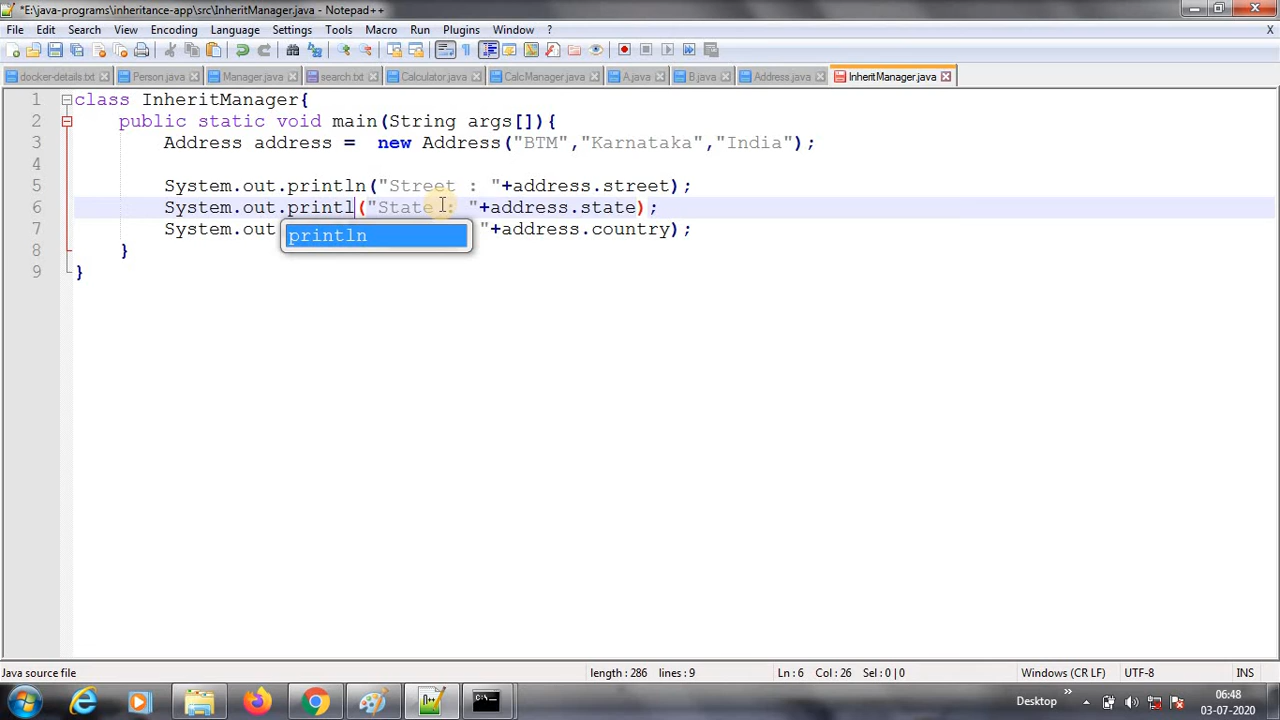 *E:\java-programs\inheritance-app\src\InheritManager.java - Notepad++
File Edit Search View Encoding Language Settings Tools Macro Run Plugins Window ? X
docker-details.txt Person.java Manager.java search.txt Calculator.java CalcManager.java A.java B.java Address.java InheritManager.java
1 class InheritManager{
2 public static void main(String args[]){
3 Address address = new Address("BTM","Karnataka","India");
4
5 System.out.println("Street : "+address.street);
6 System.out.printl("State : "+address.state);
7 System.out "+address.country);
println
8 }
9 }
Java source file length : 286 lines : 9 Ln : 6 Col : 26 Sel : 0 | 0 Windows (CR LF) UTF-8 INS
Desktop » 06:48
03-07-2020